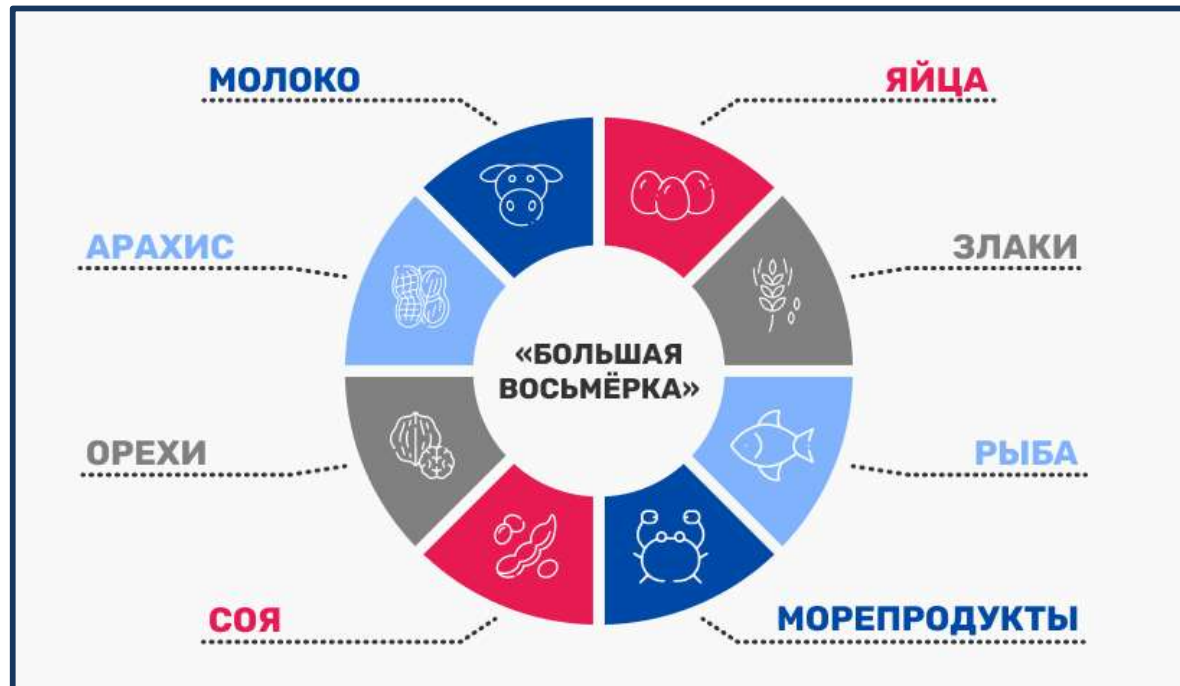 МОЛОКО
ЯЙЦА
АРАХИС
ЗЛАКИ
«БОЛЬШАЯ
ВОСЬМЁРКА»
ОРЕХИ
РЫБА
СОЯ
МОРЕПРОДУКТЫ